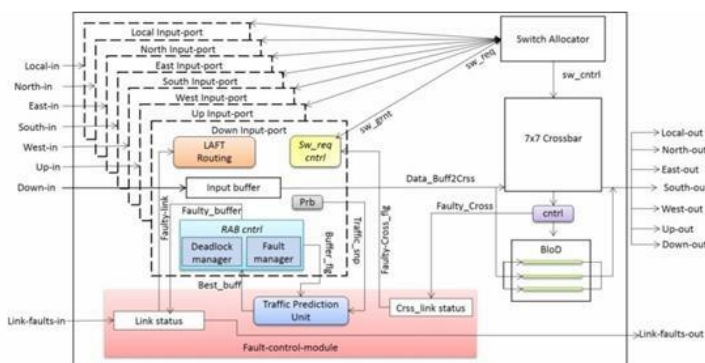 Local Input-port
North Input-port
East Input-port
South Input-port
West Input-port
Up Input-port
Down Input-port
Local-in
North-in
East-in
South-in
West-in
Up-in
Down-in
Link-faults-in
LAFT
Routing
Sw_req
cntrl
Input buffer
Prb
Faulty-link
Faulty_buffer
RAB cntrl
Deadlock
manager
Fault
manager
Buffer_flg
Traffic_snp
Best_buff
Traffic Prediction
Unit
Link status
Crss_link status
Fault-control-module
Faulty-Cross_flg
sw_req
sw_grnt
Switch Allocator
sw_cntrl
7x7 Crossbar
Data_Buff2Crss
Faulty_Cross
cntrl
BloD
Local-out
North-out
East-out
South-out
West-out
Up-out
Down-out
Link-faults-out